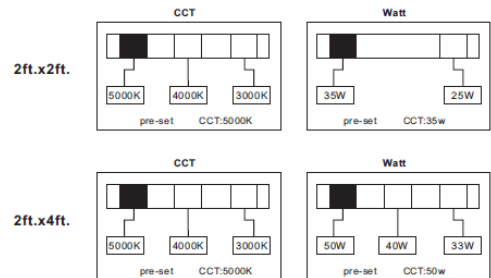 CCT Watt
2ft.x2ft.
5000K 4000K 3000K 35W 25W
pre-set CCT:5000K pre-set CCT:35w
CCT Watt
2ft.x4ft.
5000K 4000K 3000K 50W 40W 33W
pre-set CCT:5000K pre-set CCT:50w